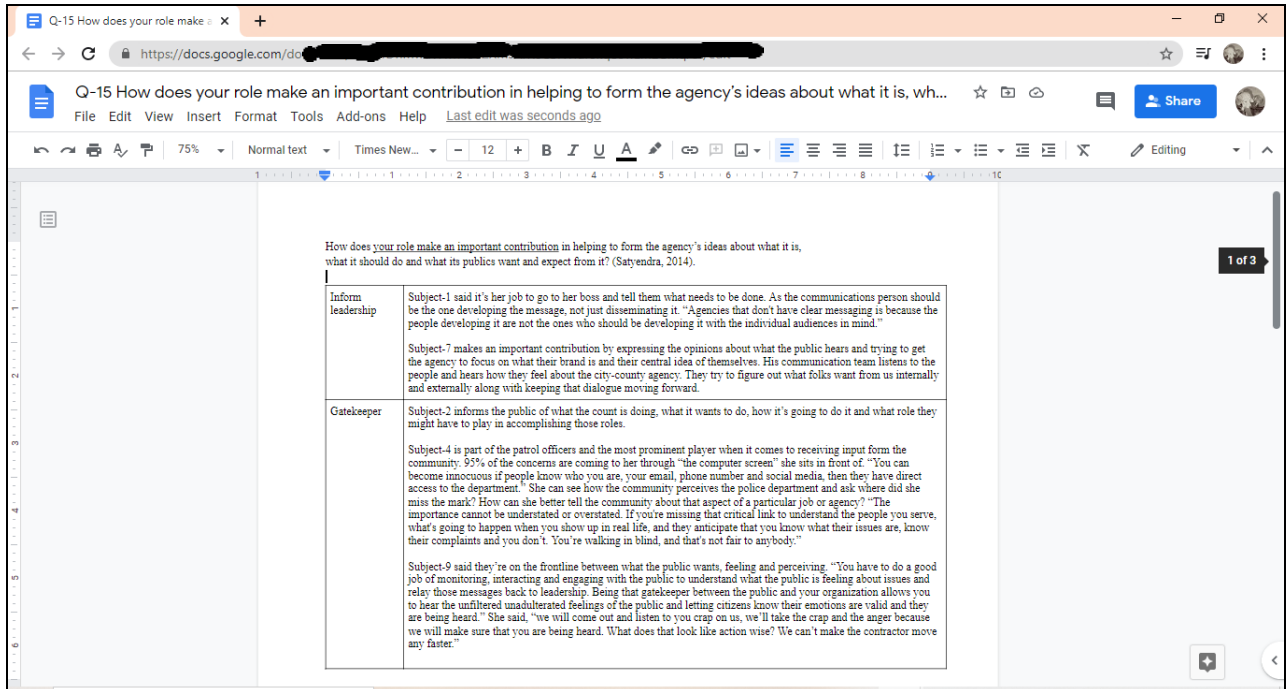 Q-15 How does your role make a
https://docs.google.com/do
Q-15 How does your role make an important contribution in helping to form the agency's ideas about what it is, wh...
Share
File Edit View Insert Format Tools Add-ons Help Last edit was seconds ago
75% Normal text Times New... - 12 + B I U A Editing
1 1 2 3 4 5 6 7 8 9 10
1 of 3
How does your role make an important contribution in helping to form the agency's ideas about what it is,
what it should do and what its publics want and expect from it? (Satyendra, 2014).
Inform
leadership
Subject-1 said it's her job to go to her boss and tell them what needs to be done. As the communications person should
be the one developing the message, not just disseminating it. "Agencies that don't have clear messaging is because the
people developing it are not the ones who should be developing it with the individual audiences in mind."
Subject-7 makes an important contribution by expressing the opinions about what the public hears and trying to get
the agency to focus on what their brand is and their central idea of themselves. His communication team listens to the
people and hears how they feel about the city-county agency. They try to figure out what folks want from us internally
and externally along with keeping that dialogue moving forward.
Gatekeeper
Subject-2 informs the public of what the count is doing, what it wants to do, how it's going to do it and what role they
might have to play in accomplishing those roles.
Subject-4 is part of the patrol officers and the most prominent player when it comes to receiving input form the
community. 95% of the concerns are coming to her through "the computer screen" she sits in front of. "You can
become innocuous if people know who you are, your email, phone number and social media, then they have direct
access to the department." She can see how the community perceives the police department and ask where did she
miss the mark? How can she better tell the community about that aspect of a particular job or agency? "The
importance cannot be understated or overstated. If you're missing that critical link to understand the people you serve,
what's going to happen when you show up in real life, and they anticipate that you know what their issues are, know
their complaints and you don't. You're walking in blind, and that's not fair to anybody."
Subject-9 said they're on the frontline between what the public wants, feeling and perceiving. "You have to do a good
job of monitoring, interacting and engaging with the public to understand what the public is feeling about issues and
relay those messages back to leadership. Being that gatekeeper between the public and your organization allows you
to hear the unfiltered unadulterated feelings of the public and letting citizens know their emotions are valid and they
are being heard." She said, "we will come out and listen to you crap on us, we'll take the crap and the anger because
we will make sure that you are being heard. What does that look like action wise? We can't make the contractor move
any faster."
1
2
3
4
5
6